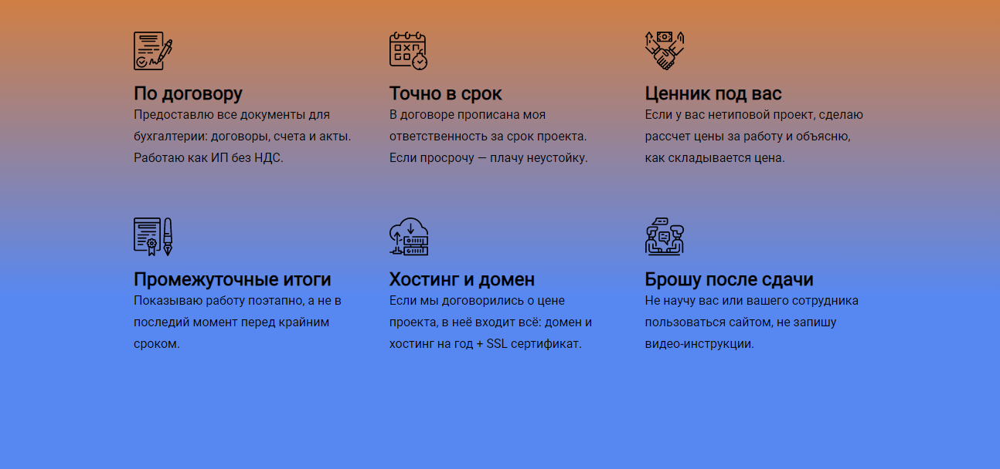 По договору
Предоставлю все документы для
бухгалтерии: договоры, счета и акты.
Работаю как ИП без НДС.
Точно в срок
В договоре прописана моя
ответственность за срок проекта.
Если просрочу — плачу неустойку.
Ценник под вас
Если у вас нетиповой проект, сделаю
рассчет цены за работу и объясню,
как складывается цена.
Промежуточные итоги
Показываю работу поэтапно, а не в
последий момент перед крайним
сроком.
Хостинг и домен
Если мы договорились о цене
проекта, в неё входит всё: домен и
хостинг на год + SSL сертификат.
Брошу после сдачи
Не научу вас или вашего сотрудника
пользоваться сайтом, не запишу
видео-инструкции.